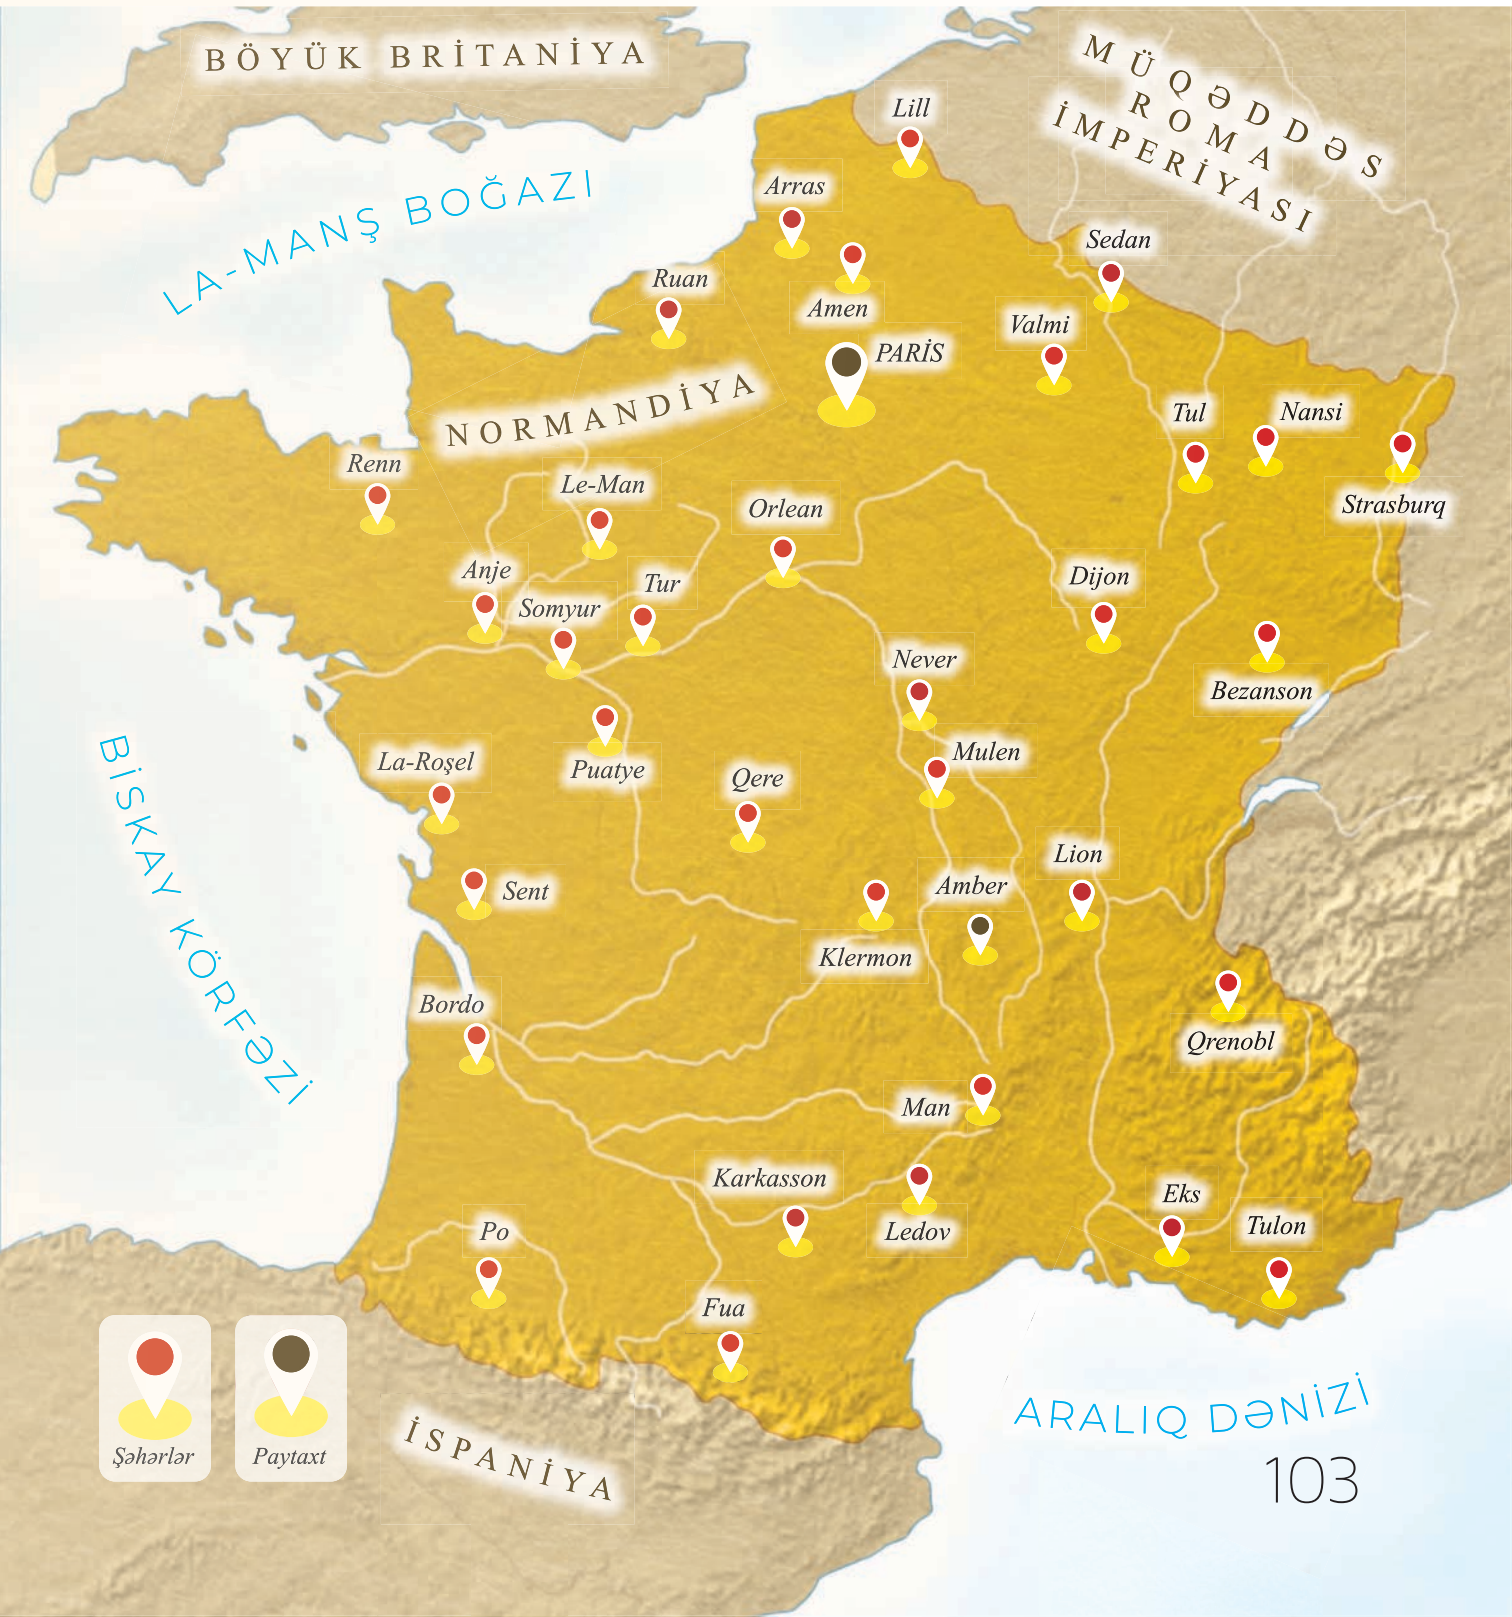 BÖYÜK BRİTANİYA
MÜQƏDDƏS
ROMA
İMPERİYASI
LA-MANŞ BOĞAZI
Lill
Arras
Sedan
Ruan
Amen
Valmi
PARİS
NORMANDİYA
Tul
Nansi
Renn
Le-Man
Orlean
Strasburq
Anje
Somyur
Tur
Dijon
Never
Bezanson
BİSKAY KÖRFƏZİ
La-Roşel
Puatye
Qere
Mulen
Lion
Sent
Amber
Klermon
Bordo
Qrenobl
Man
Karkasson
Ledov
Eks
Tulon
Po
Fua
Şəhərlər
Paytaxt
İSPANİYA
ARALIQ DƏNİZİ
103